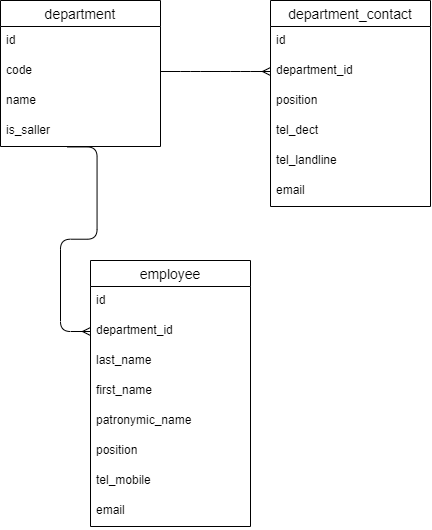 department
id
code
name
is_saller
department_contact
id
department_id
position
tel_dect
tel_landline
email
employee
id
department_id
last_name
first_name
patronymic_name
position
tel_mobile
email